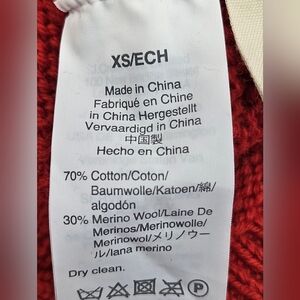 XS/ECH
Made in China
Fabriqué en Chine
in China Hergestellt
Vervaardigd in China
中国製
Hecho en China
70% Cotton/Coton/
Baumwolle/Katoen/綿/
algodón
30% Merino Wool/Laine De
Merinos/Merinowolle/
Merinowol/メリノウー
ル/lana merino
Dry clean.